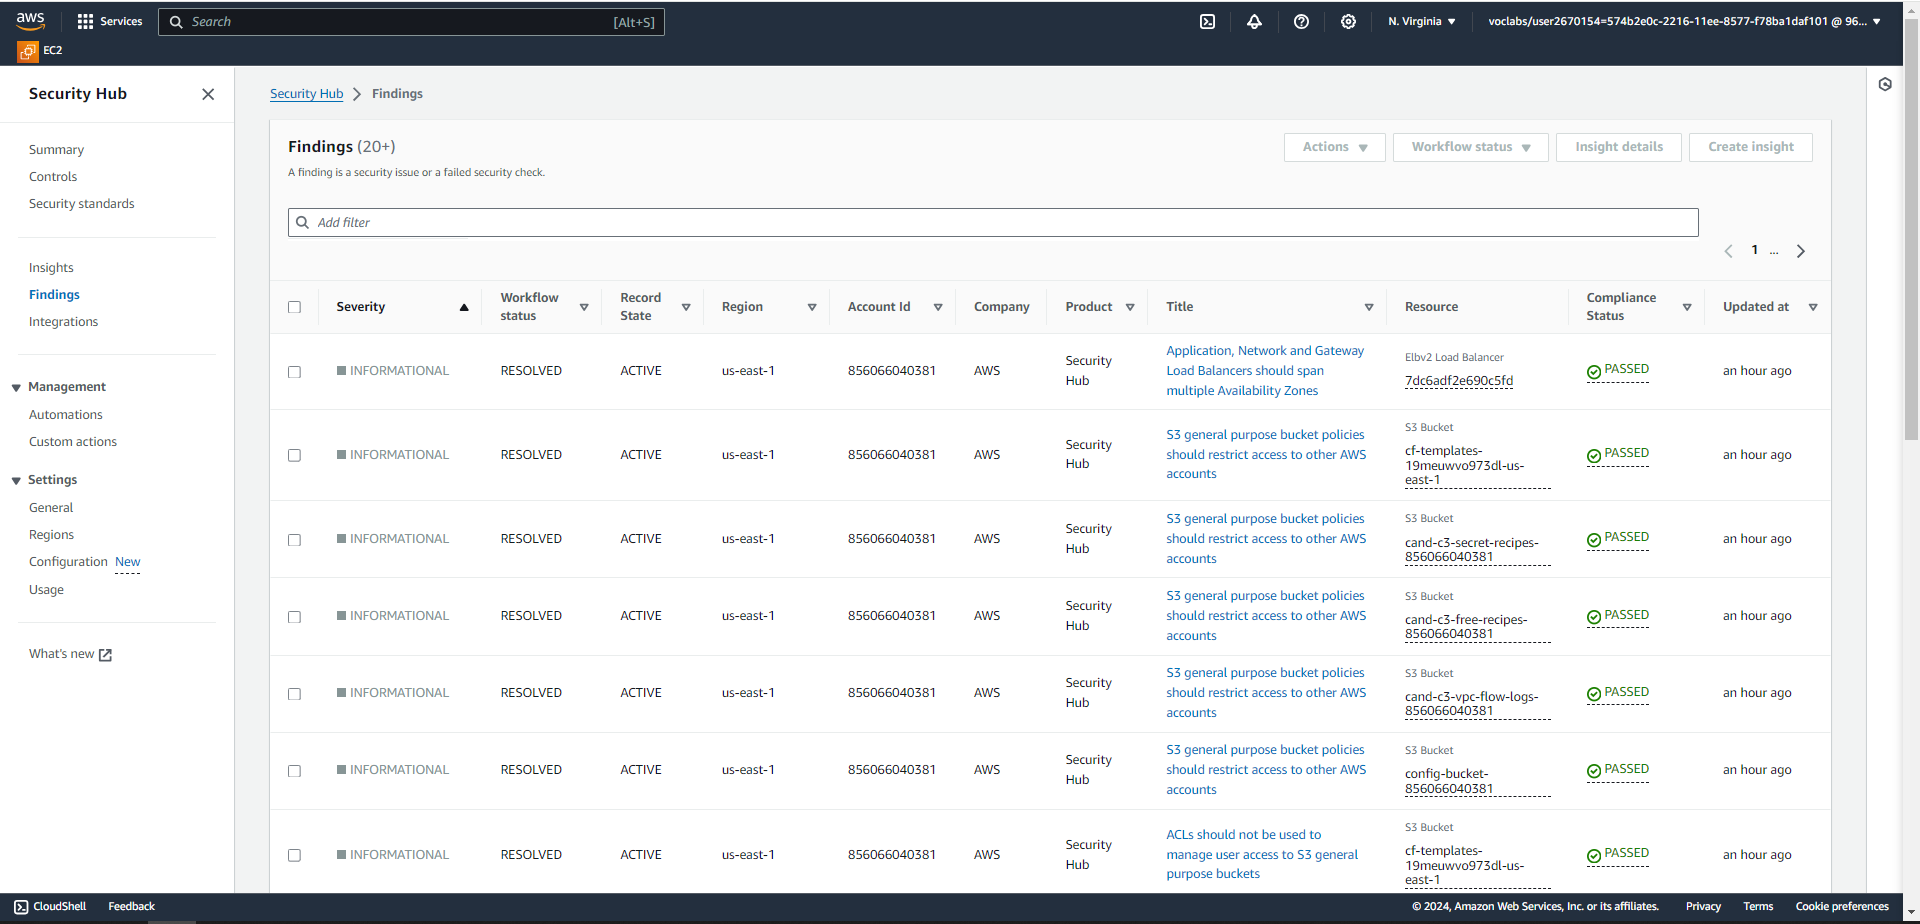 aws
Services
Search
[Alt+S]
N. Virginia
voclabs/user2670154=574b2e0c-2216-11ee-8577-f78ba1daf101 @ 96...
EC2
Security Hub
Summary
Controls
Security standards
Insights
Findings
Integrations
Management
Automations
Custom actions
Settings
General
Regions
Configuration New
Usage
What's new
Security Hub > Findings
Findings (20+)
A finding is a security issue or a failed security check.
Actions
Workflow status
Insight details
Create insight
Add filter
1 ...
Severity
Workflow
status
Record
State
Region
Account Id
Company
Product
Title
Resource
Compliance
Status
Updated at
INFORMATIONAL
RESOLVED
ACTIVE
us-east-1
856066040381
AWS
Security
Hub
Application, Network and Gateway
Load Balancers should span
multiple Availability Zones
Elbv2 Load Balancer
7dc6adf2e690c5fd
PASSED
an hour ago
INFORMATIONAL
RESOLVED
ACTIVE
us-east-1
856066040381
AWS
Security
Hub
S3 general purpose bucket policies
should restrict access to other AWS
accounts
S3 Bucket
cf-templates-
19meuwvo973dl-us-
east-1
PASSED
an hour ago
INFORMATIONAL
RESOLVED
ACTIVE
us-east-1
856066040381
AWS
Security
Hub
S3 general purpose bucket policies
should restrict access to other AWS
accounts
S3 Bucket
cand-c3-secret-recipes-
856066040381
PASSED
an hour ago
INFORMATIONAL
RESOLVED
ACTIVE
us-east-1
856066040381
AWS
Security
Hub
S3 general purpose bucket policies
should restrict access to other AWS
accounts
S3 Bucket
cand-c3-free-recipes-
856066040381
PASSED
an hour ago
INFORMATIONAL
RESOLVED
ACTIVE
us-east-1
856066040381
AWS
Security
Hub
S3 general purpose bucket policies
should restrict access to other AWS
accounts
S3 Bucket
cand-c3-vpc-flow-logs-
856066040381
PASSED
an hour ago
INFORMATIONAL
RESOLVED
ACTIVE
us-east-1
856066040381
AWS
Security
Hub
S3 general purpose bucket policies
should restrict access to other AWS
accounts
S3 Bucket
config-bucket-
856066040381
PASSED
an hour ago
INFORMATIONAL
RESOLVED
ACTIVE
us-east-1
856066040381
AWS
Security
Hub
ACLs should not be used to
manage user access to S3 general
purpose buckets
S3 Bucket
cf-templates-
19meuwvo973dl-us-
east-1
PASSED
an hour ago
CloudShell
Feedback
© 2024, Amazon Web Services, Inc. or its affiliates.
Privacy
Terms
Cookie preferences